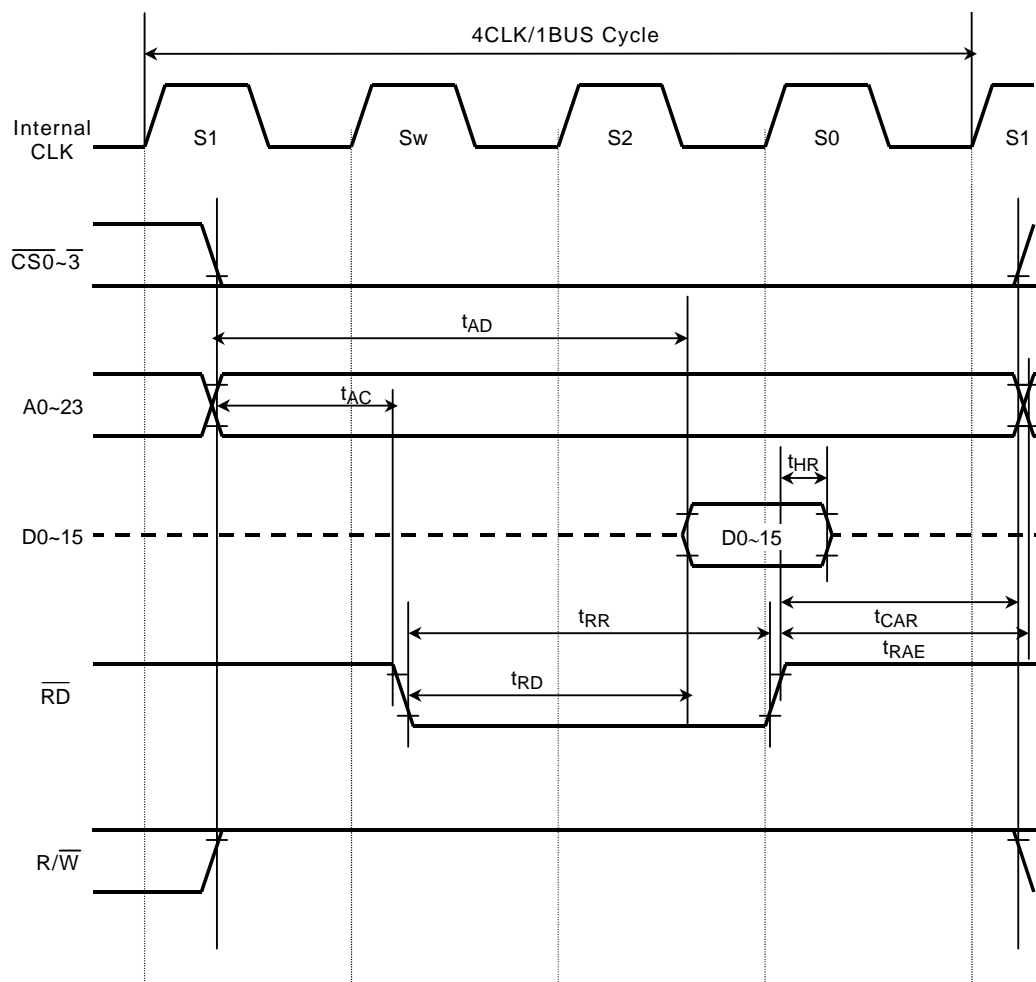 4CLK/1BUS Cycle
Internal
CLK
S1
Sw
S2
S0
S1
CS0~3
tAD
A0~23
tAC
tHR
D0~15
D0~15
tRR
tCAR
tRAE
RD
tRD
R/W